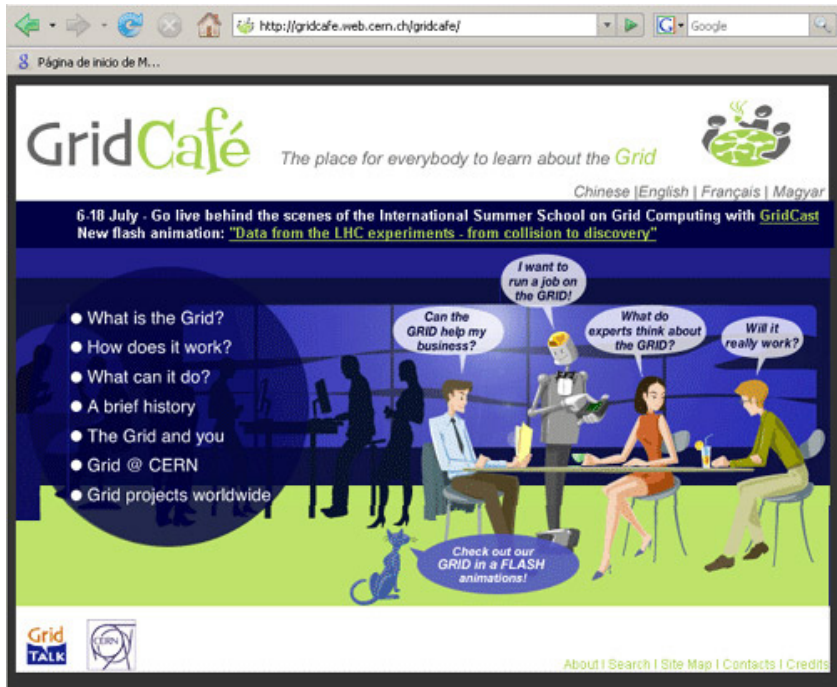 http://gridcafe.web.cern.ch/gridcafe/
G Google
Página de inicio de M...
GridCafé
The place for everybody to learn about the Grid
Chinese |English | Français | Magyar
6-18 July - Go live behind the scenes of the International Summer School on Grid Computing with GridCast
New flash animation: "Data from the LHC experiments - from collision to discovery"
What is the Grid?
How does it work?
What can it do?
A brief history
The Grid and you
Grid @ CERN
Grid projects worldwide
Can the
GRID help my
business?
I want to
run a job on
the GRID!
What do
experts think about
the GRID?
Will it
really work?
Check out our
GRID in a FLASH
animations!
Grid
TALK
CERN
About | Search | Site Map | Contacts | Credits